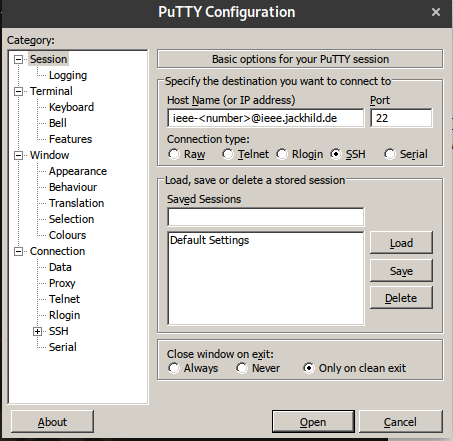 PuTTY Configuration
Category:
Session
Logging
Terminal
Keyboard
Bell
Features
Window
Appearance
Behaviour
Translation
Selection
Colours
Connection
Data
Proxy
Telnet
Rlogin
SSH
Serial
Basic options for your PuTTY session
Specify the destination you want to connect to
Host Name (or IP address) Port
ieee-<number>@ieee.jackhild.de 22
Connection type:
Raw Telnet Rlogin SSH Serial
Load, save or delete a stored session
Saved Sessions
Default Settings
Load
Save
Delete
Close window on exit:
Always Never Only on clean exit
About Open Cancel